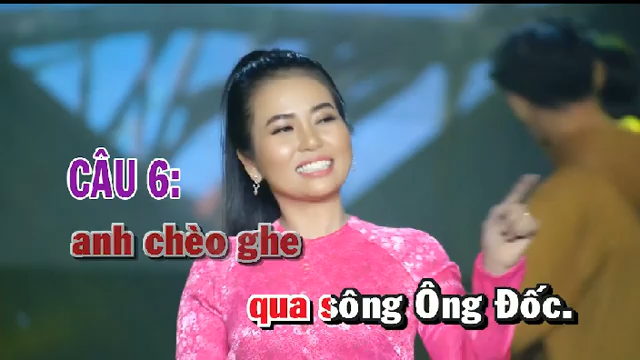 CÂU 6:
anh chèo ghe
qua sông Ông Đốc.